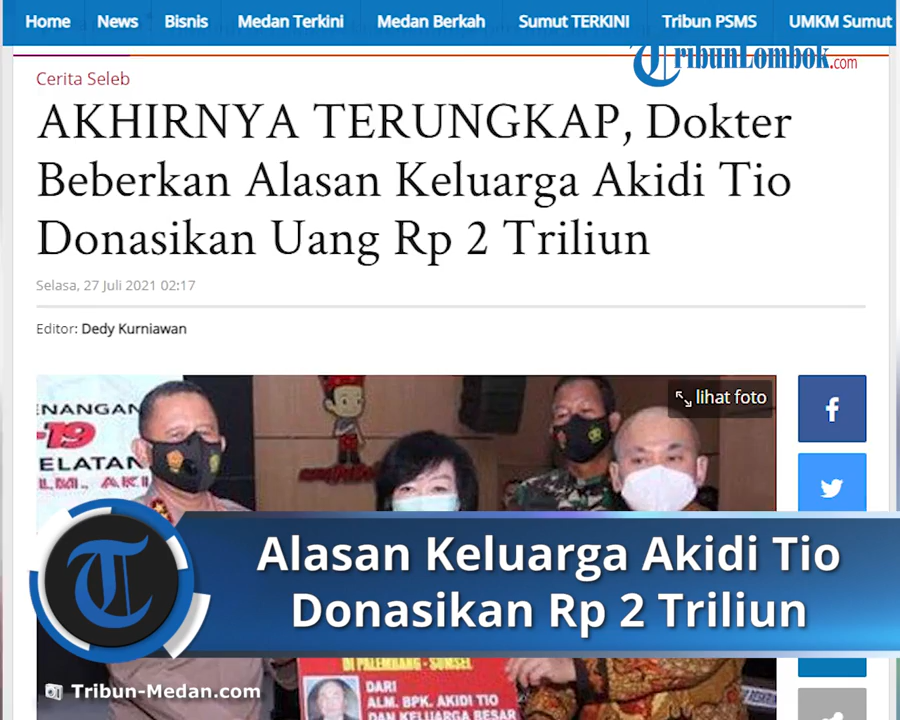 Home News Bisnis Medan Terkini Medan Berkah Sumut TERKINI Tribun PSMS UMKM Sumut
TribunLombok.com
Cerita Seleb
AKHIRNYA TERUNGKAP, Dokter
Beberkan Alasan Keluarga Akidi Tio
Donasikan Uang Rp 2 Triliun
Selasa, 27 Juli 2021 02:17
Editor: Dedy Kurniawan
lihat foto
ENANGAN
-19
ELATAN
LM. AKI
Alasan Keluarga Akidi Tio
Donasikan Rp 2 Triliun
DI PALEMBANG - SUMSEL
DARI
ALM. BPK. AKIDI TIO
DAN KELUARGA BESAR
Tribun-Medan.com